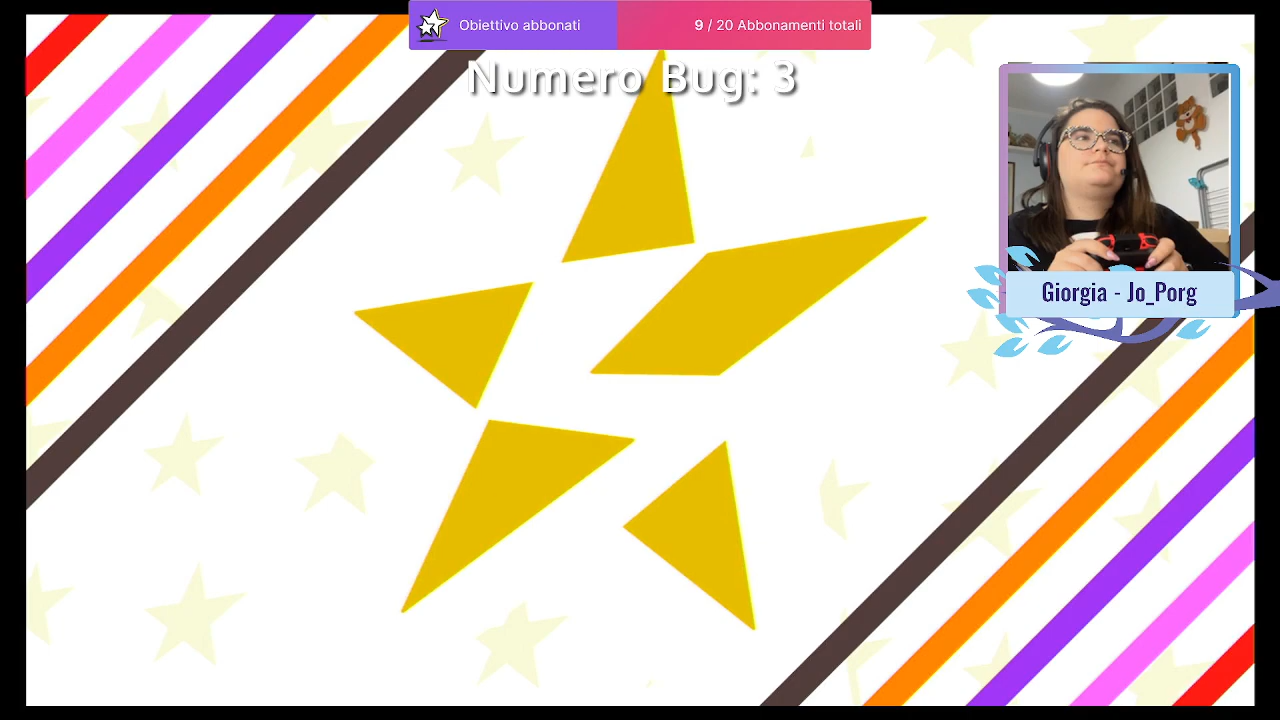 Obiettivo abbonati
9 / 20 Abbonamenti totali
Numero Bug: 3
Giorgia - Jo_Porg